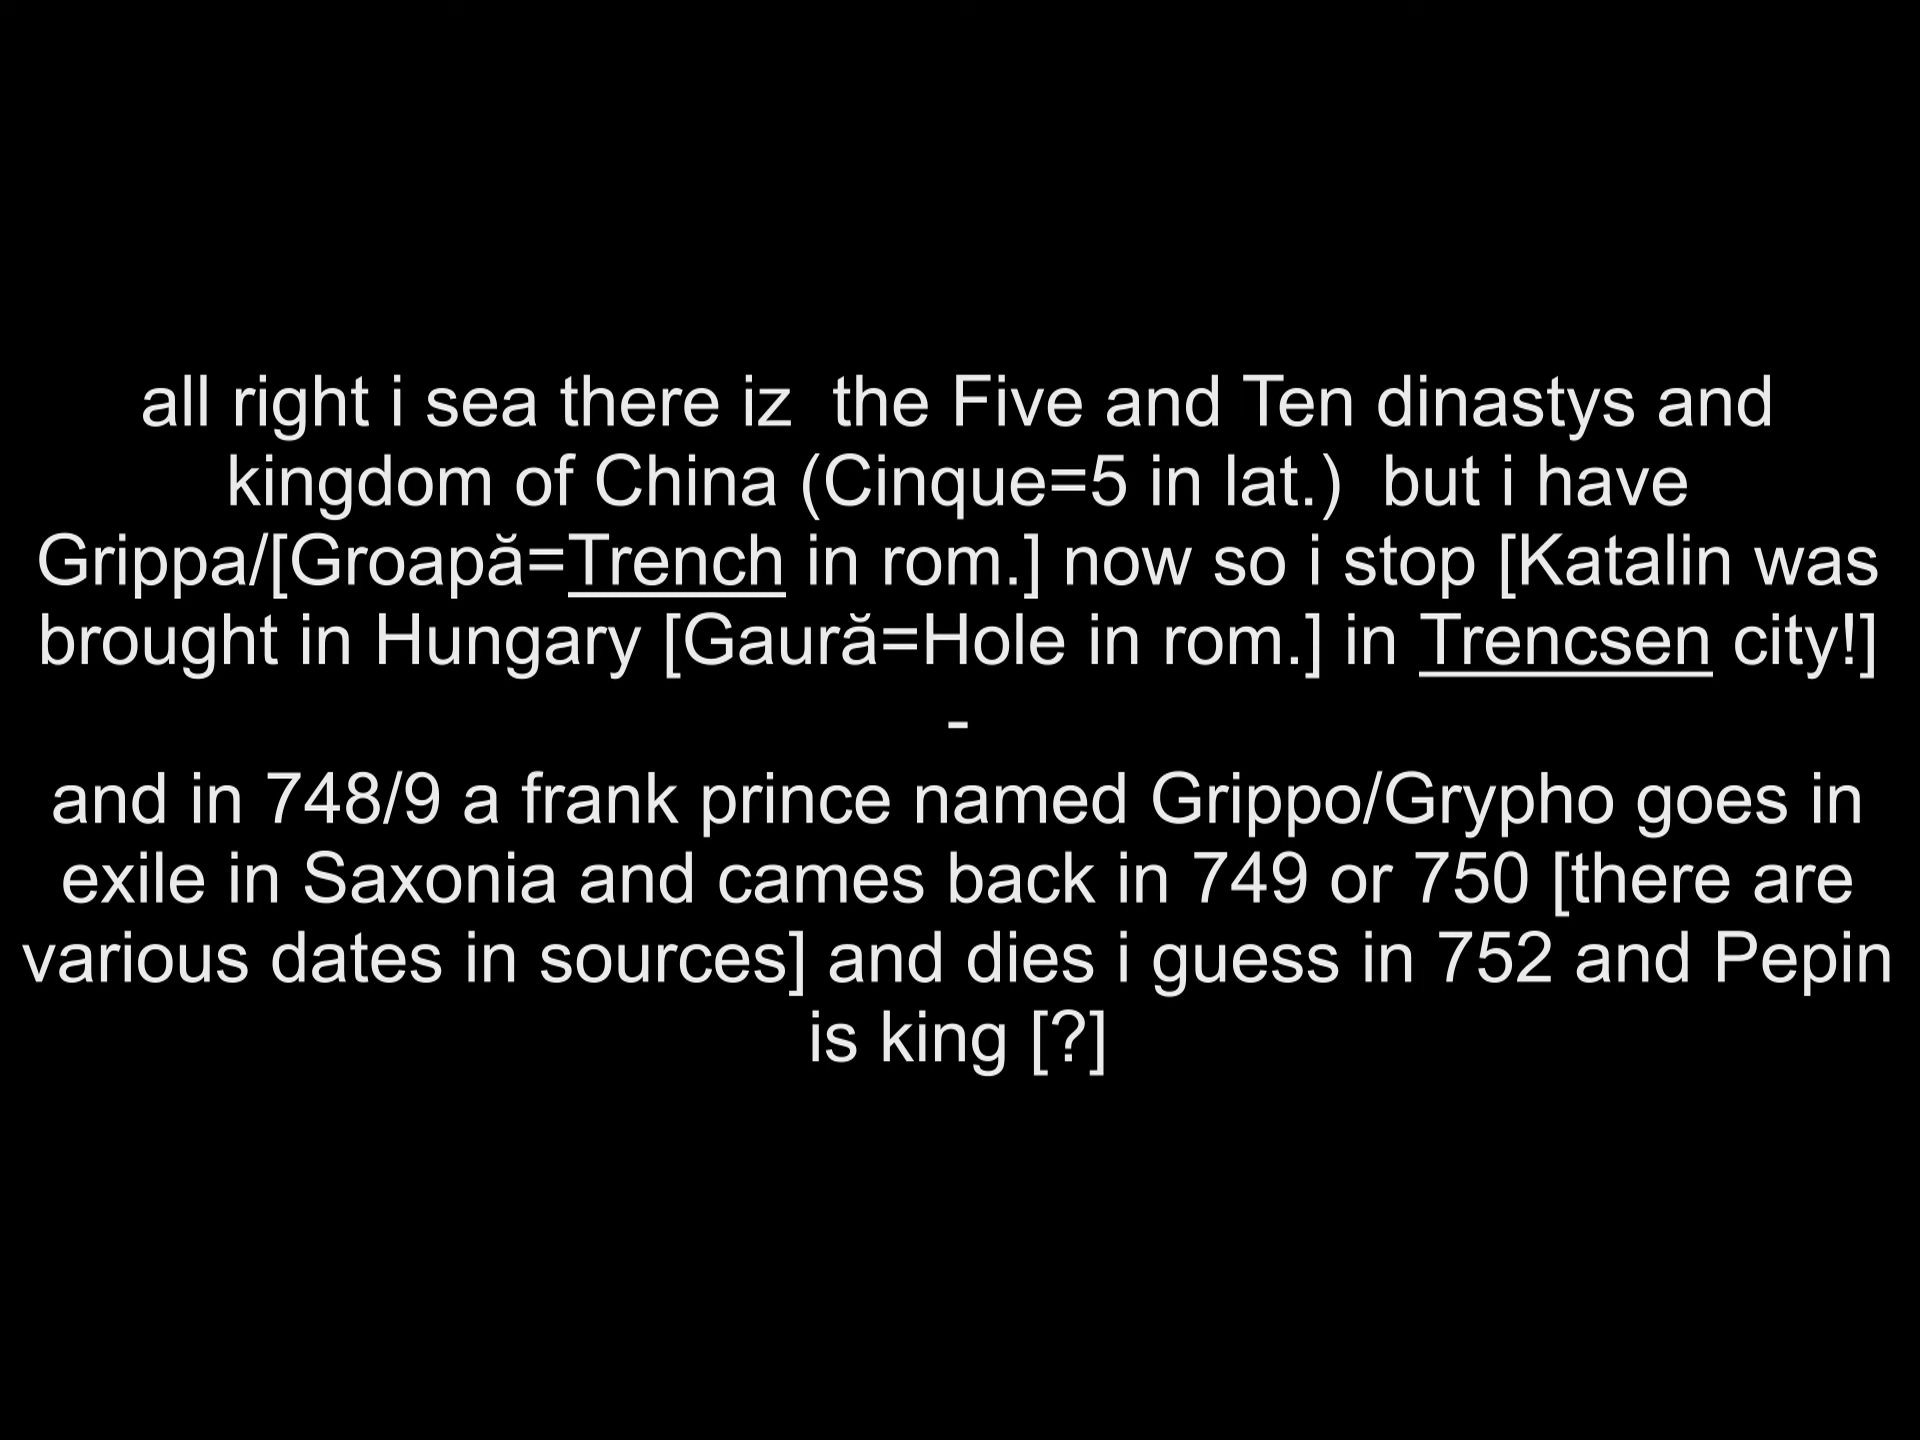 all right i sea there iz  the Five and Ten dinastys and
kingdom of China (Cinque=5 in lat.)  but i have
Grippa/[Groapă=Trench in rom.] now so i stop [Katalin was
brought in Hungary [Gaură=Hole in rom.] in Trencsen city!]
-
and in 748/9 a frank prince named Grippo/Grypho goes in
exile in Saxonia and cames back in 749 or 750 [there are
various dates in sources] and dies i guess in 752 and Pepin
is king [?]